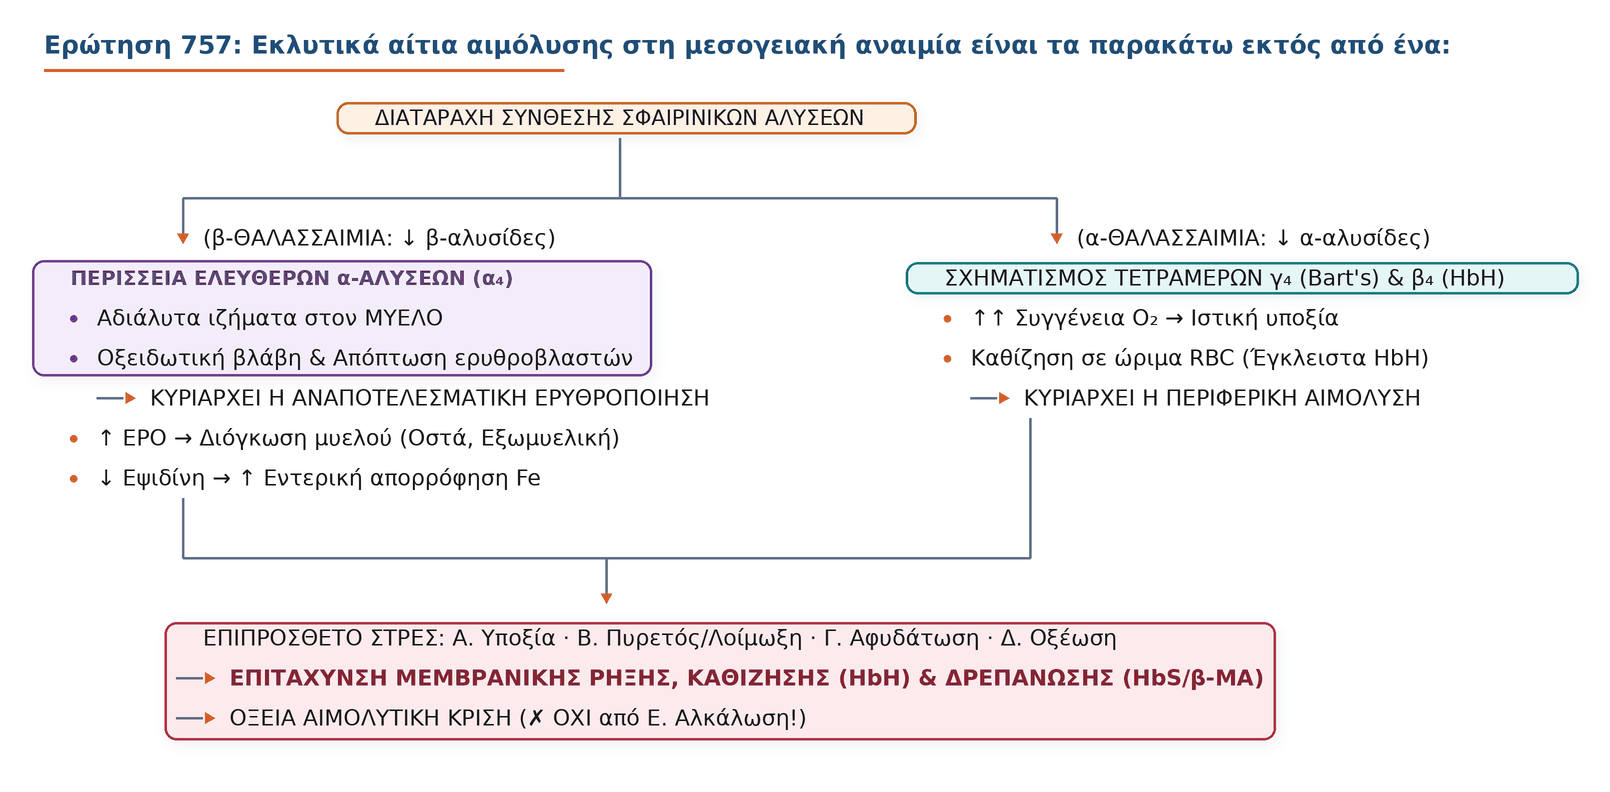 Ερώτηση 757: Εκλυτικά αίτια αιμόλυσης στη μεσογειακή αναιμία είναι τα παρακάτω εκτός από ένα:
ΔΙΑΤΑΡΑΧΗ ΣΥΝΘΕΣΗΣ ΣΦΑΙΡΙΝΙΚΩΝ ΑΛΥΣΕΩΝ
(β-ΘΑΛΑΣΣΑΙΜΙΑ: ↓ β-αλυσίδες)
ΠΕΡΙΣΣΕΙΑ ΕΛΕΥΘΕΡΩΝ α-ΑΛΥΣΕΩΝ (α₄)
• Αδιάλυτα ιζήματα στον ΜΥΕΛΟ
• Οξειδωτική βλάβη & Απόπτωση ερυθροβλαστών
ΚΥΡΙΑΡΧΕΙ Η ΑΝΑΠΟΤΕΛΕΣΜΑΤΙΚΗ ΕΡΥΘΡΟΠΟΙΗΣΗ
• ↑ EPO → Διόγκωση μυελού (Οστά, Εξωμυελική)
• ↓ Εψιδίνη → ↑ Εντερική απορρόφηση Fe
(α-ΘΑΛΑΣΣΑΙΜΙΑ: ↓ α-αλυσίδες)
ΣΧΗΜΑΤΙΣΜΟΣ ΤΕΤΡΑΜΕΡΩΝ γ₄ (Bart's) & β₄ (HbH)
• ↑↑ Συγγένεια O₂ → Ιστική υποξία
• Καθίζηση σε ώριμα RBC (Έγκλειστα HbH)
ΚΥΡΙΑΡΧΕΙ Η ΠΕΡΙΦΕΡΙΚΗ ΑΙΜΟΛΥΣΗ
ΕΠΙΠΡΟΣΘΕΤΟ ΣΤΡΕΣ: Α. Υποξία · Β. Πυρετός/Λοίμωξη · Γ. Αφυδάτωση · Δ. Οξέωση
ΕΠΙΤΑΧΥΝΣΗ ΜΕΜΒΡΑΝΙΚΗΣ ΡΗΞΗΣ, ΚΑΘΙΖΗΣΗΣ (HbH) & ΔΡΕΠΑΝΩΣΗΣ (HbS/β-ΜΑ)
ΟΞΕΙΑ ΑΙΜΟΛΥΤΙΚΗ ΚΡΙΣΗ (✗ ΟΧΙ από Ε. Αλκάλωση!)